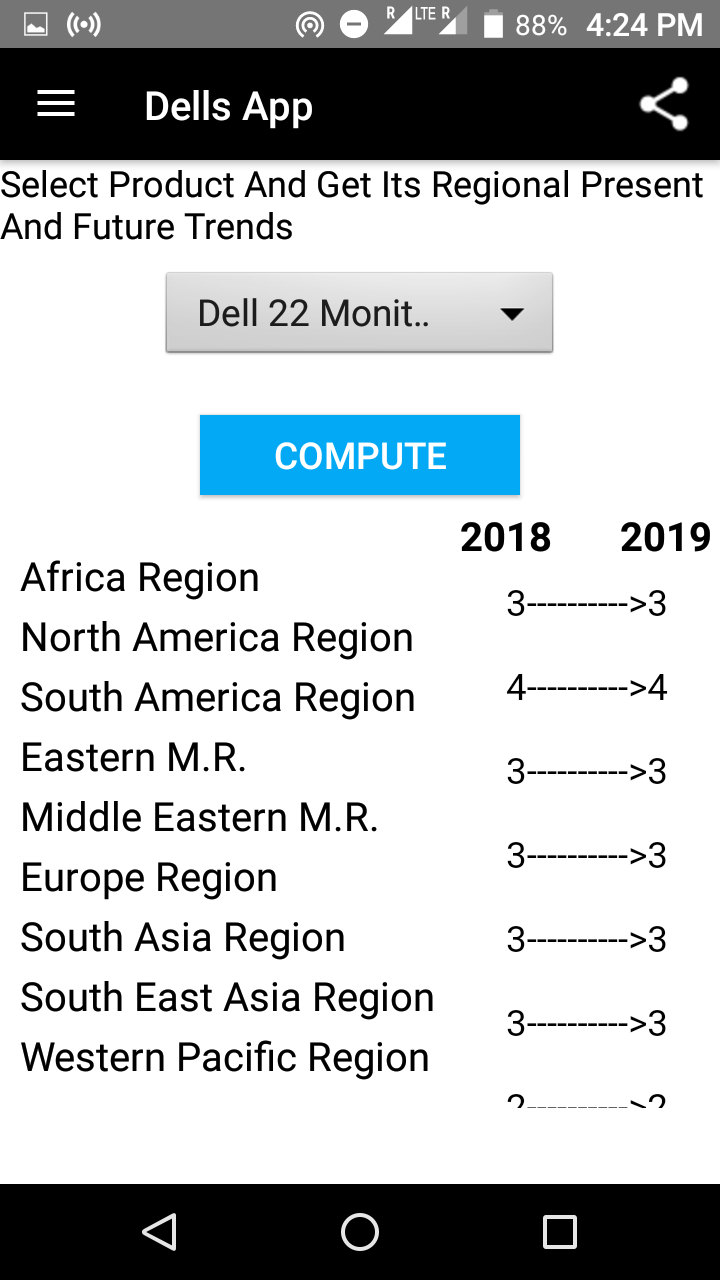 R LTE R 88% 4:24 PM
Dells App
Select Product And Get Its Regional Present
And Future Trends
Dell 22 Monit..
COMPUTE
2018 2019
Africa Region
3---------->3
North America Region
South America Region
4---------->4
Eastern M.R.
3---------->3
Middle Eastern M.R.
3---------->3
Europe Region
South Asia Region
3---------->3
South East Asia Region
3---------->3
Western Pacific Region